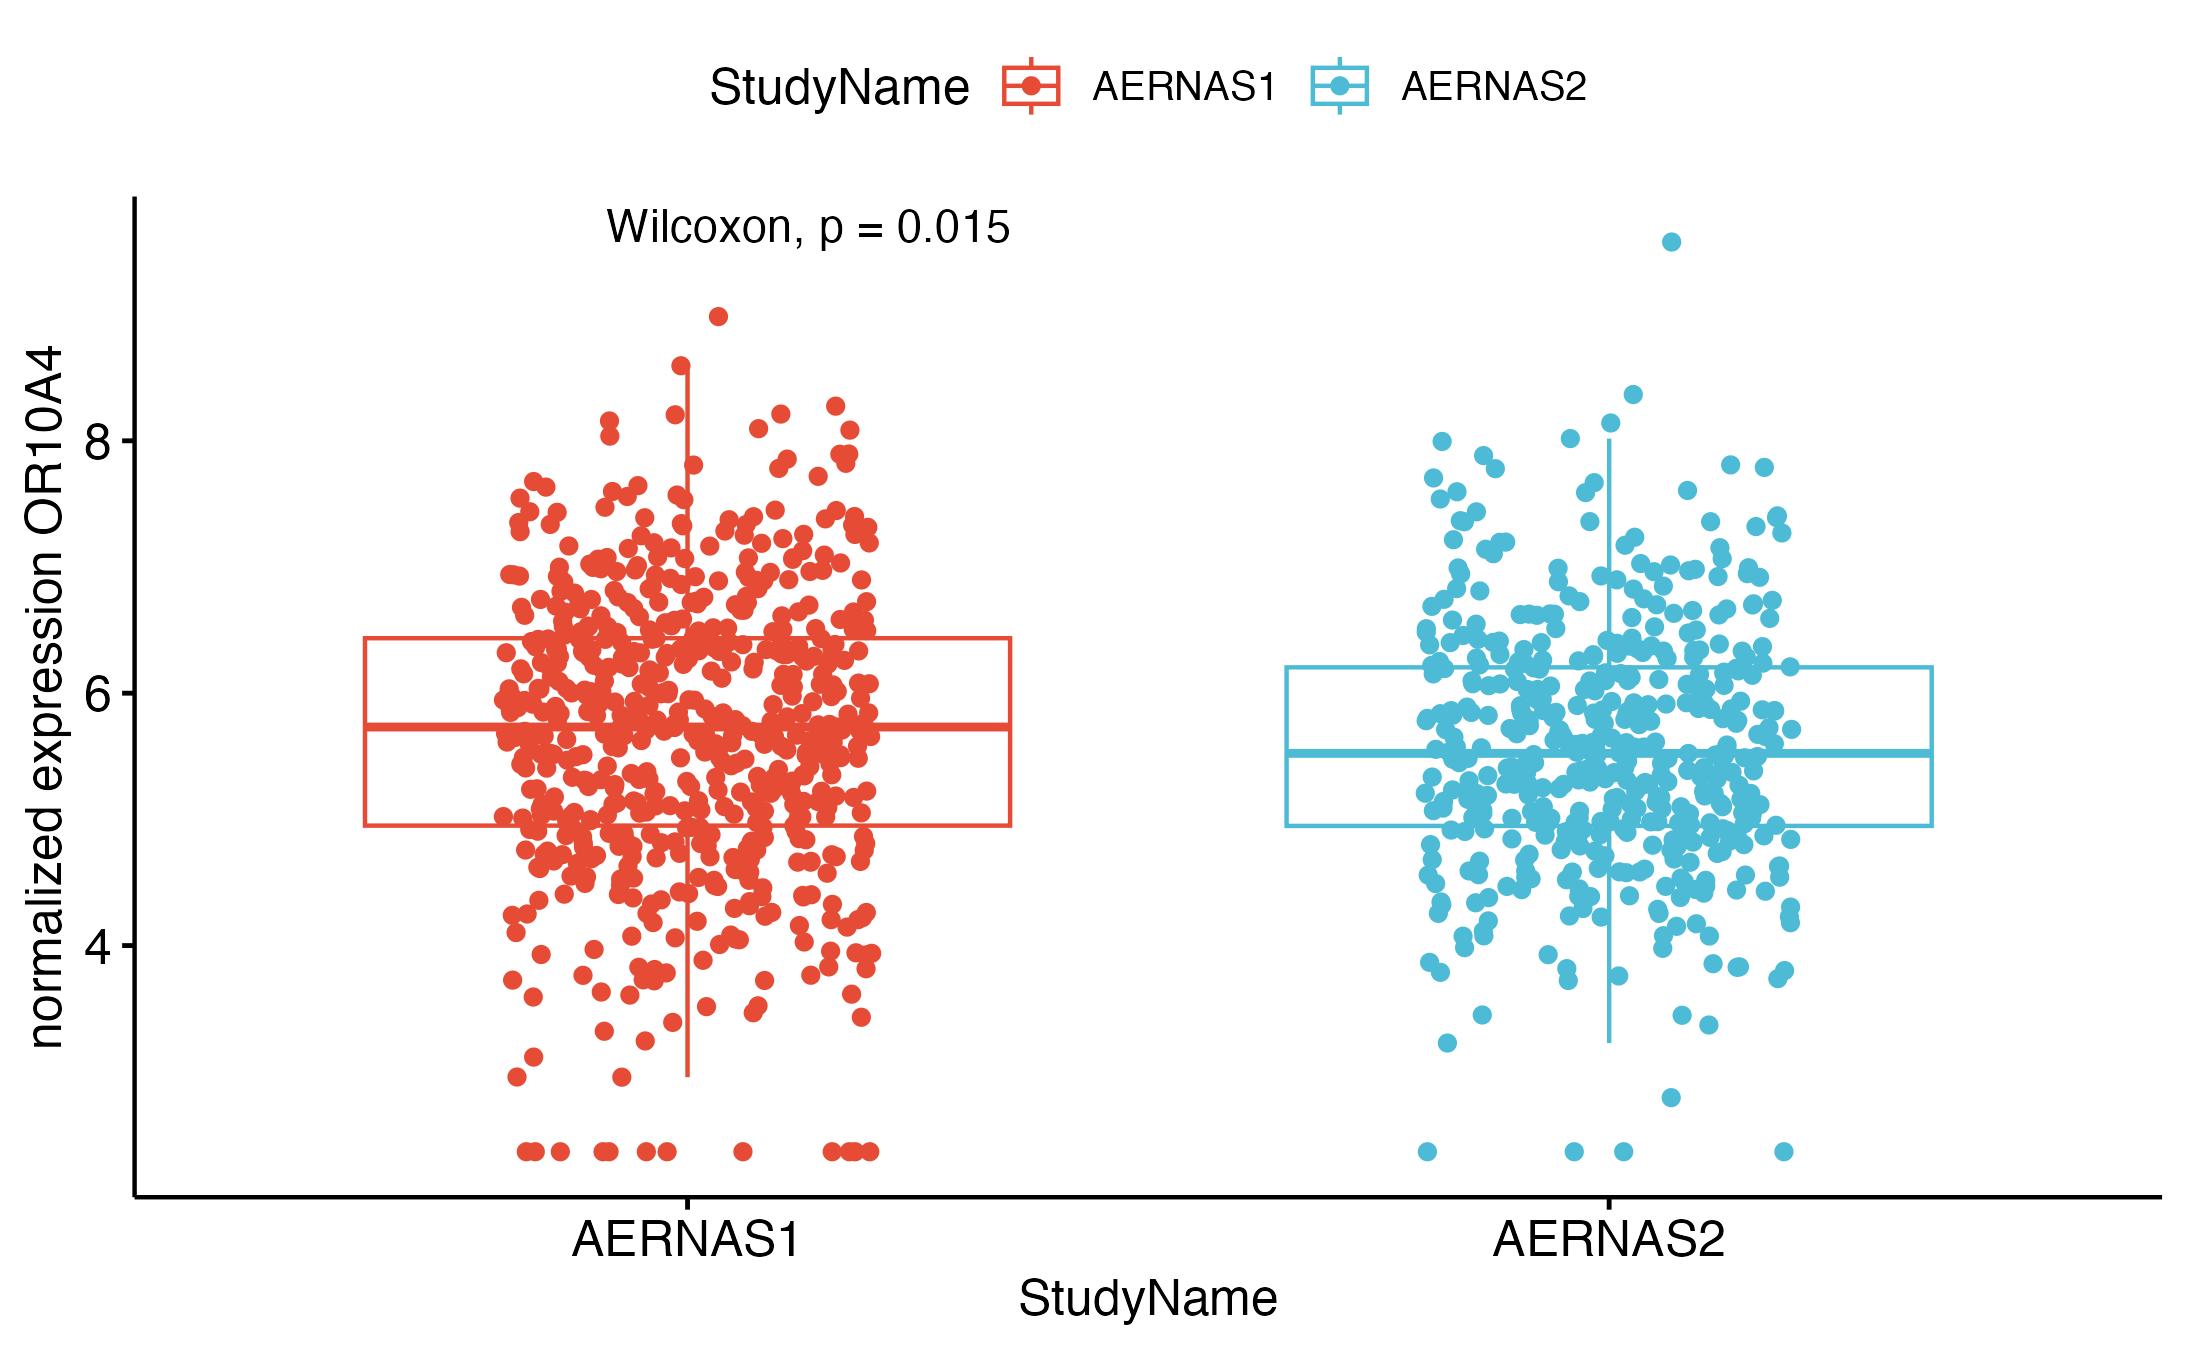 StudyName AERNAS1 AERNAS2
Wilcoxon, p = 0.015
normalized expression OR10A4
8
6
4
AERNAS1 AERNAS2
StudyName